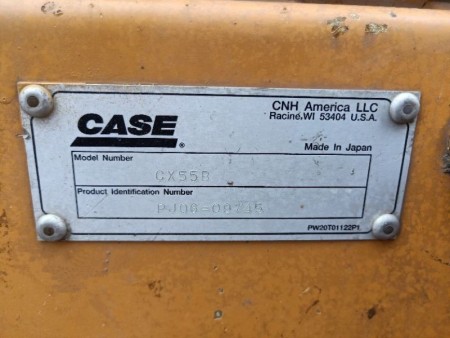 CASE®
CNH America LLC
Racine, WI 53404 U.S.A.
Made In Japan
Model Number
CX55B
Product Identification Number
PW20T01122P1